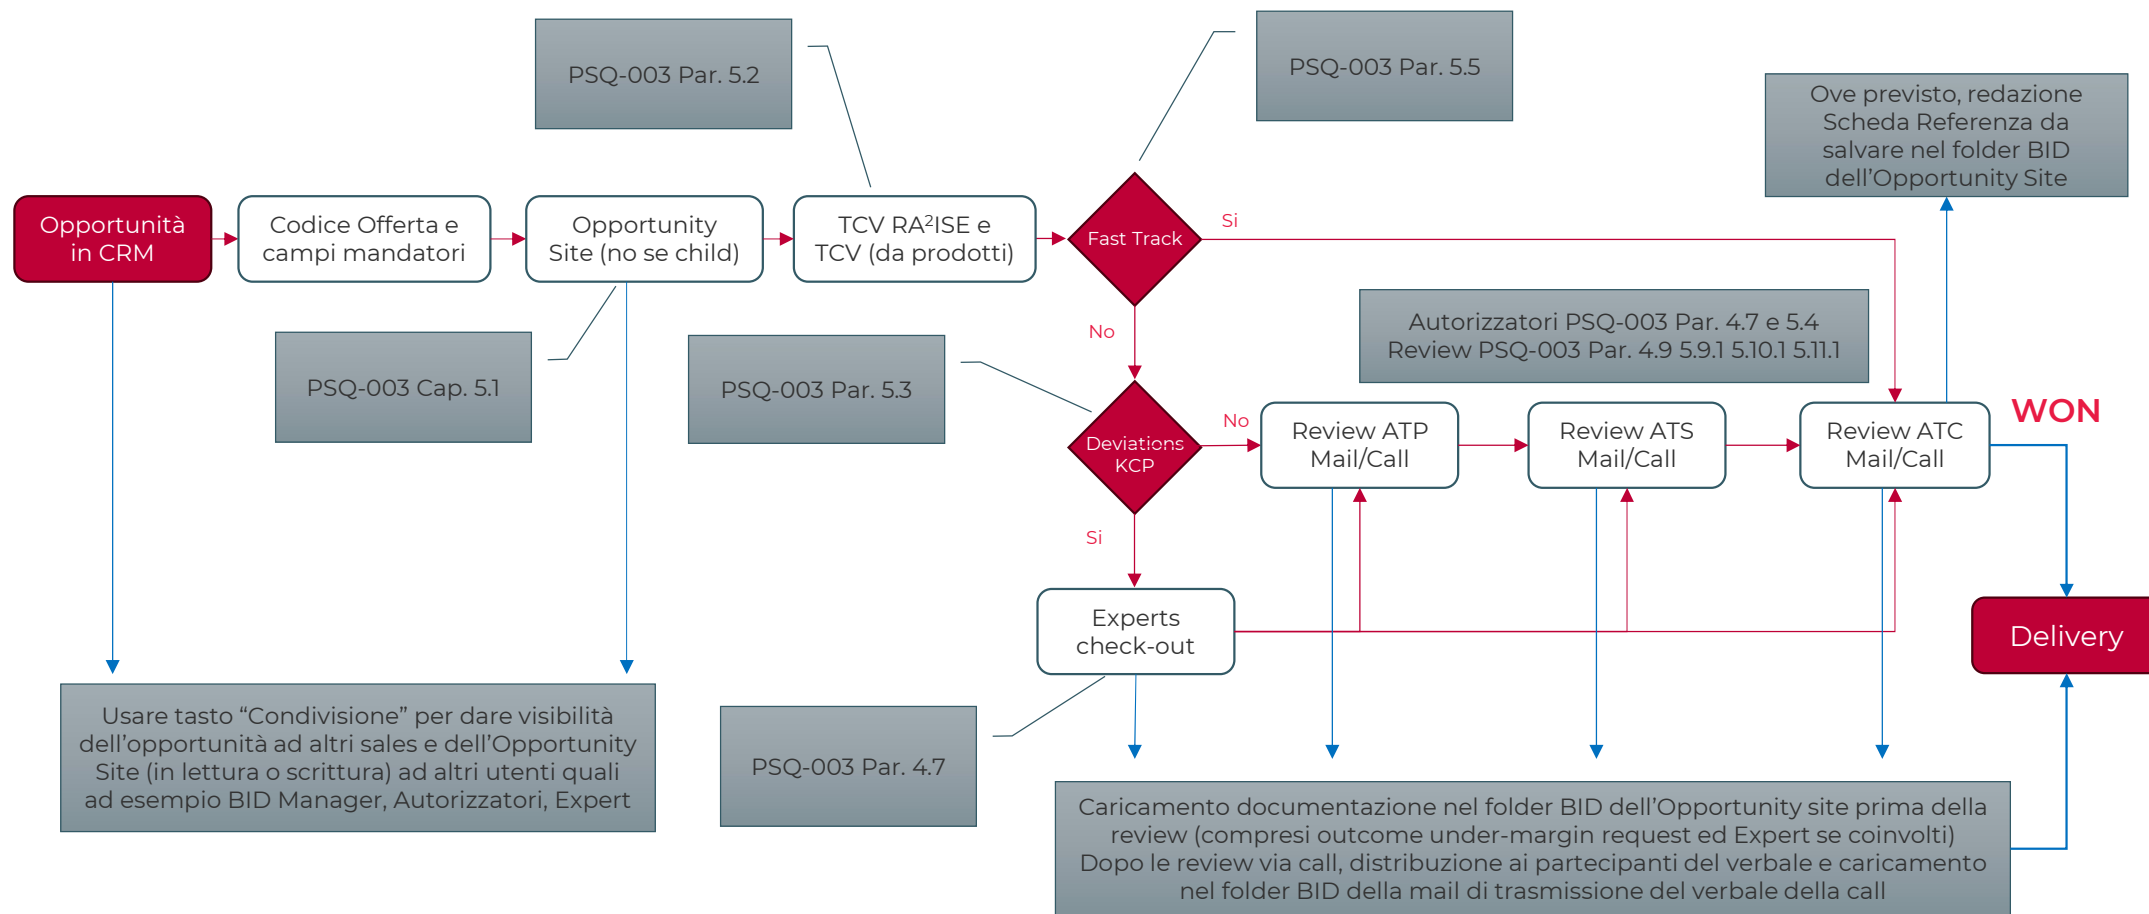 PSQ-003 Par. 5.2
PSQ-003 Par. 5.5
Ove previsto, redazione
Scheda Referenza da
salvare nel folder BID
dell’Opportunity Site
Opportunità
in CRM
Codice Offerta e
campi mandatori
Opportunity
Site (no se child)
TCV RA²ISE e
TCV (da prodotti)
Fast Track
Si
No
PSQ-003 Cap. 5.1
PSQ-003 Par. 5.3
Autorizzatori PSQ-003 Par. 4.7 e 5.4
Review PSQ-003 Par. 4.9 5.9.1 5.10.1 5.11.1
Deviations
KCP
No
Review ATP
Mail/Call
Review ATS
Mail/Call
Review ATC
Mail/Call
WON
Si
Experts
check-out
Delivery
Usare tasto “Condivisione” per dare visibilità
dell’opportunità ad altri sales e dell’Opportunity
Site (in lettura o scrittura) ad altri utenti quali
ad esempio BID Manager, Autorizzatori, Expert
PSQ-003 Par. 4.7
Caricamento documentazione nel folder BID dell’Opportunity site prima della
review (compresi outcome under-margin request ed Expert se coinvolti)
Dopo le review via call, distribuzione ai partecipanti del verbale e caricamento
nel folder BID della mail di trasmissione del verbale della call